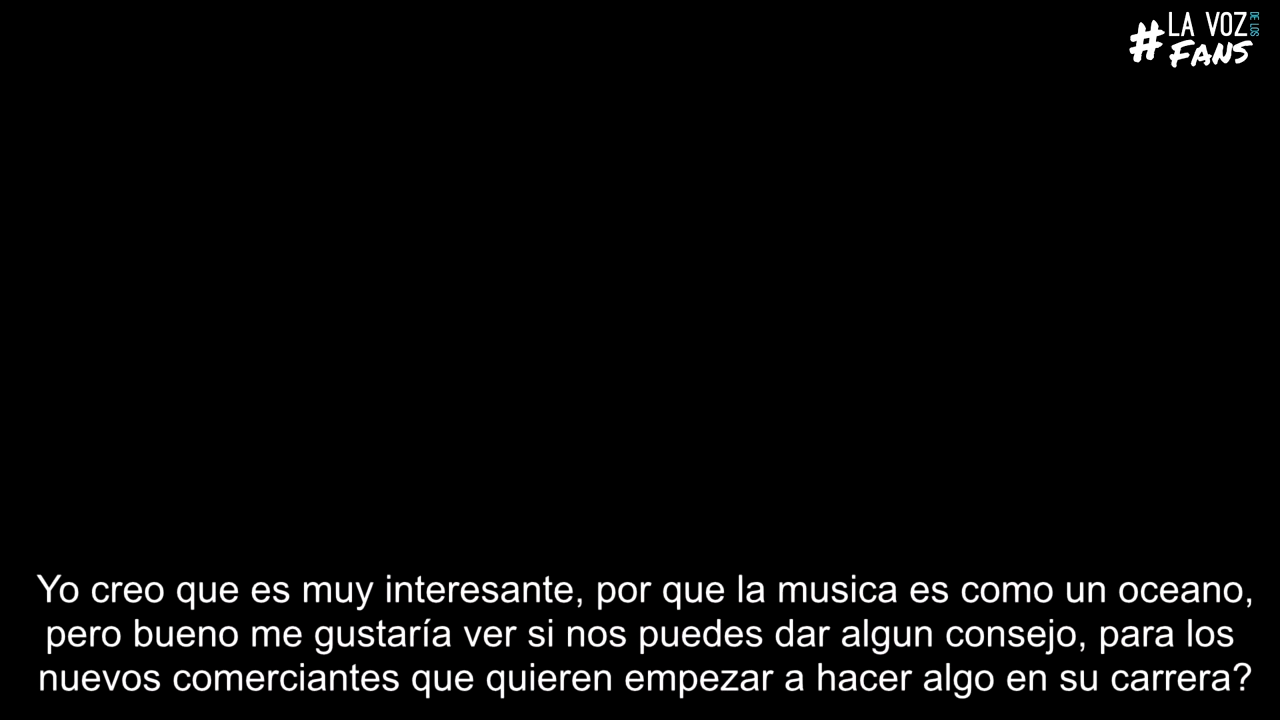 #LA VOZ DE LOS
FANS
Yo creo que es muy interesante, por que la musica es como un oceano,
pero bueno me gustaría ver si nos puedes dar algun consejo, para los
nuevos comerciantes que quieren empezar a hacer algo en su carrera?